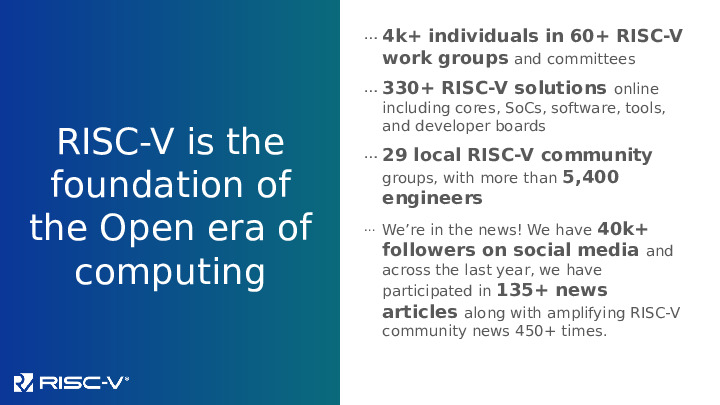 RISC-V is the
foundation of
the Open era of
computing
RISC-V®
... 4k+ individuals in 60+ RISC-V
work groups and committees
... 330+ RISC-V solutions online
including cores, SoCs, software, tools,
and developer boards
... 29 local RISC-V community
groups, with more than 5,400
engineers
... We’re in the news! We have 40k+
followers on social media and
across the last year, we have
participated in 135+ news
articles along with amplifying RISC-V
community news 450+ times.